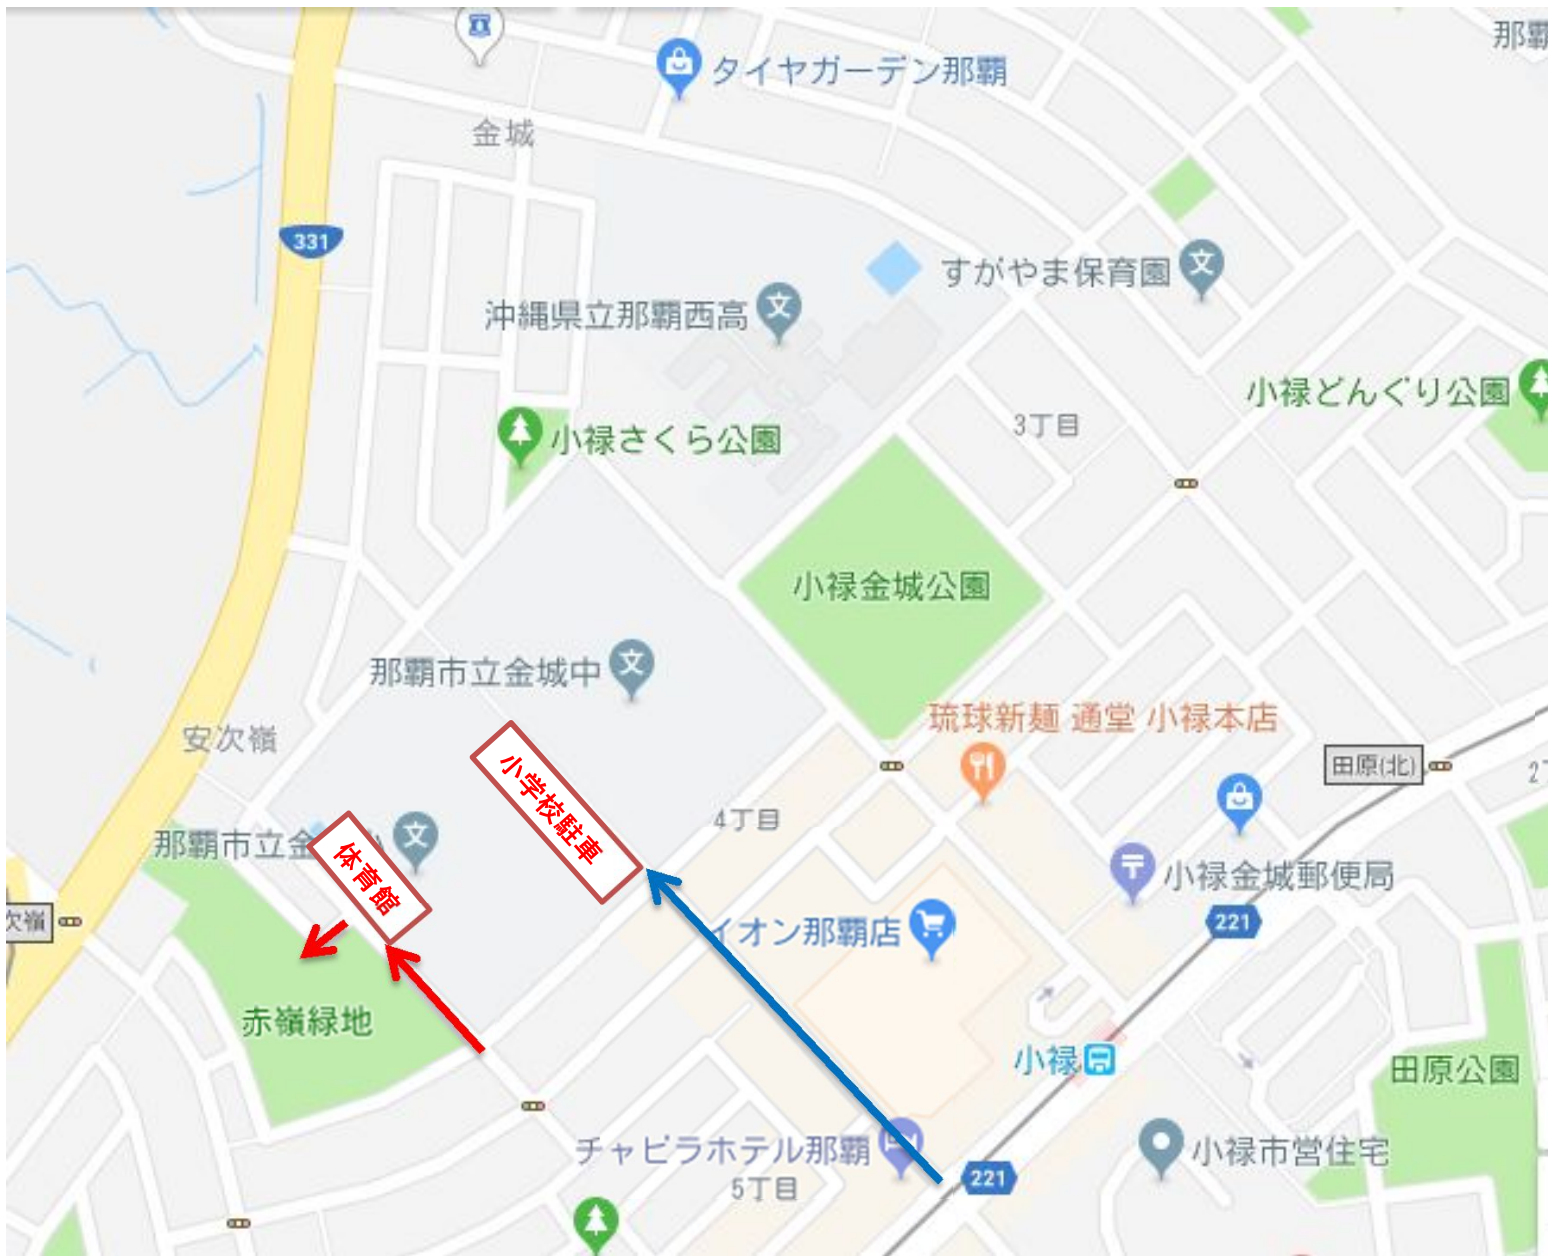 那覇
タイヤガーデン那覇
金城
331
すがやま保育園
文
沖縄県立那覇西高
文
小禄どんぐり公園
3丁目
小禄さくら公園
小禄金城公園
那覇市立金城中
文
琉球新麺 通堂 小禄本店
安次嶺
田原(北)
小学校駐車
4丁目
那覇市立金
文
体育館
小禄金城郵便局
次嶺
221
イオン那覇店
赤嶺緑地
小禄
田原公園
チャビラホテル那覇
小禄市営住宅
5丁目
221